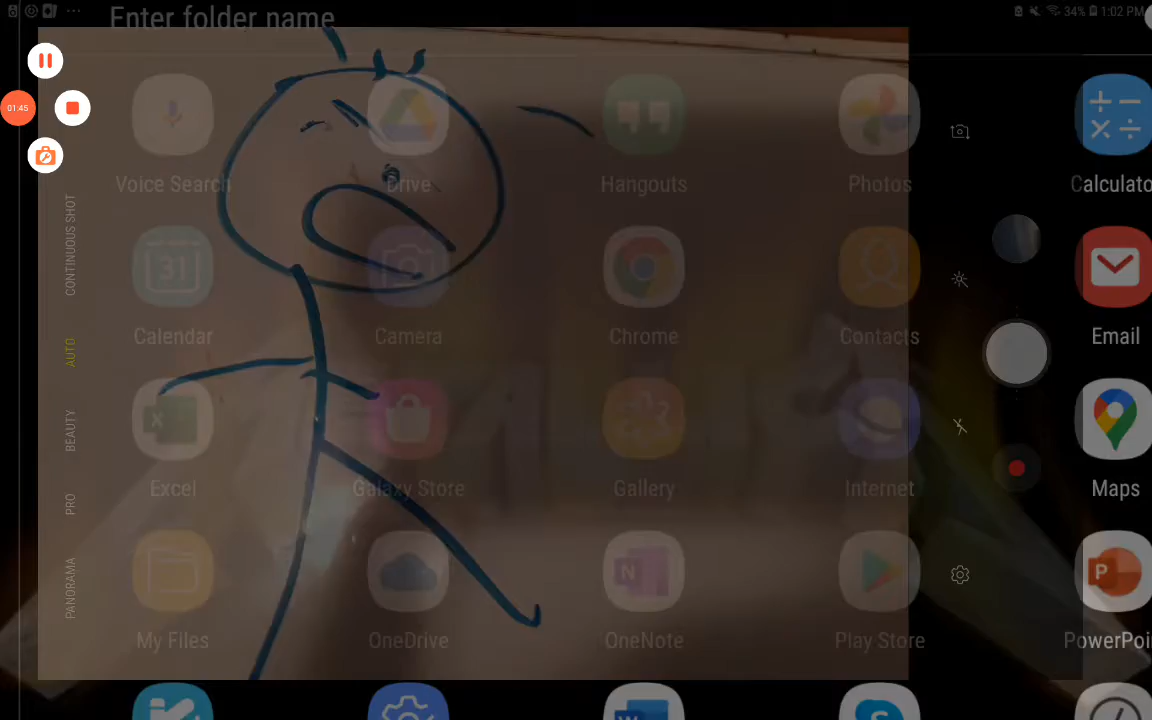 Enter folder name
34% 1:02 PM
01:45
Voice Search Drive Hangouts Photos Calculato
CONTINUOUS SHOT
31
Calendar Camera Chrome Contacts Email
AUTO
BEAUTY
X
Excel Galaxy Store Gallery Internet Maps
PRO
N P
PANORAMA
My Files OneDrive OneNote Play Store PowerPoi
W S